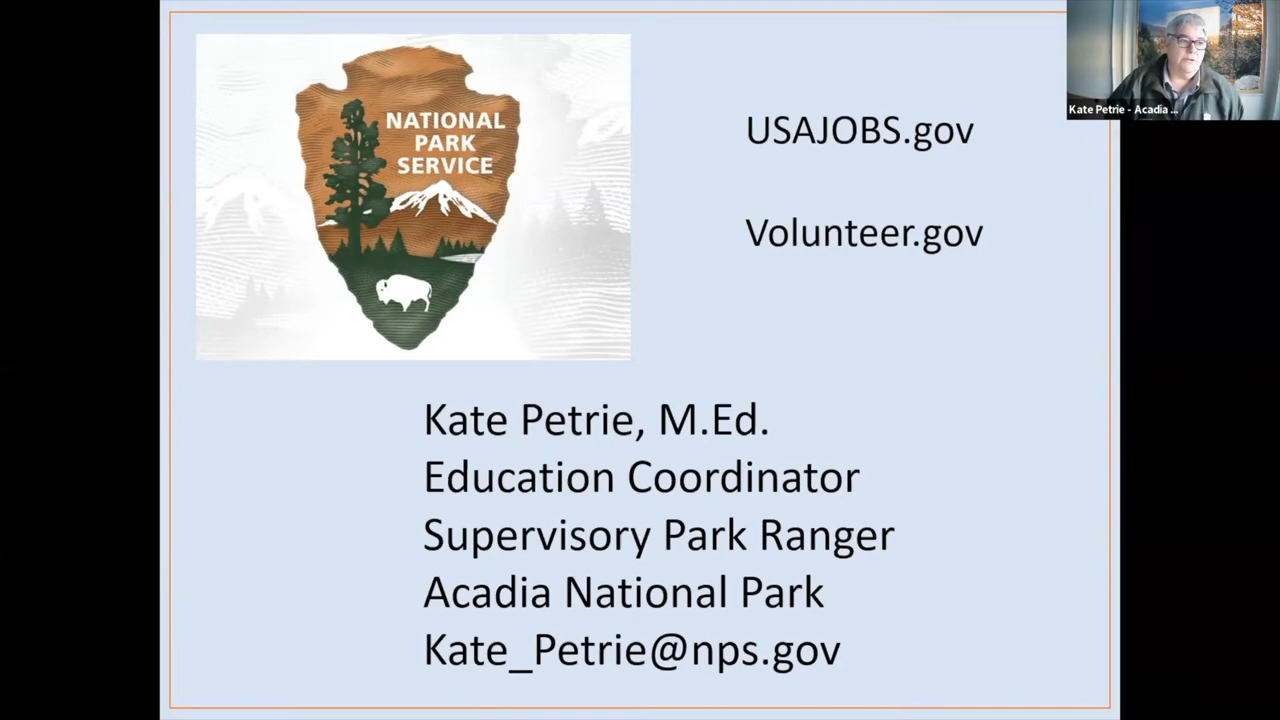 NATIONAL
PARK
SERVICE
USAJOBS.gov
Volunteer.gov
Kate Petrie - Acadia ...
Kate Petrie, M.Ed.
Education Coordinator
Supervisory Park Ranger
Acadia National Park
Kate_Petrie@nps.gov